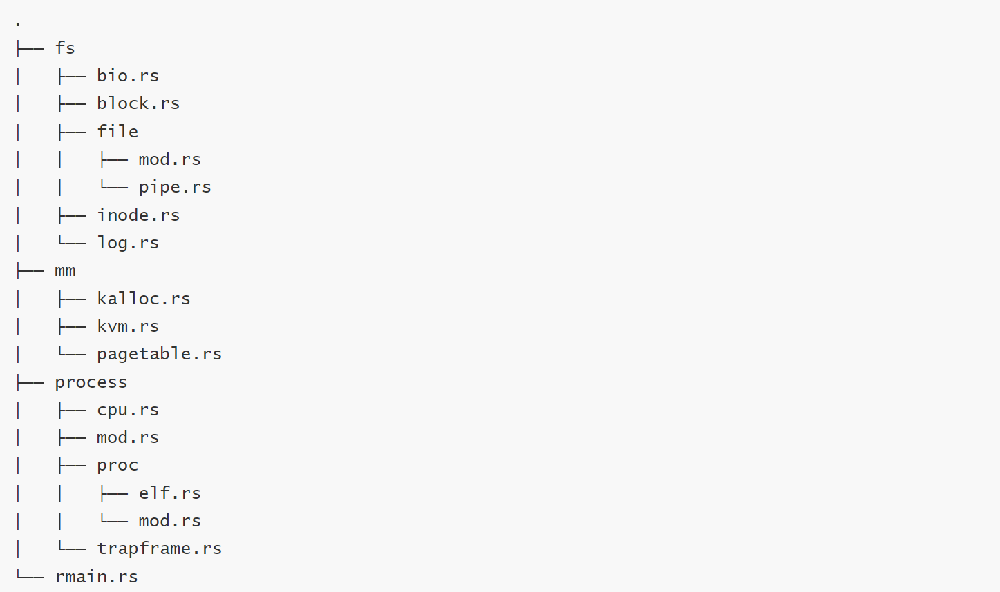 .
├── fs
│   ├── bio.rs
│   ├── block.rs
│   ├── file
│   │   ├── mod.rs
│   │   └── pipe.rs
│   ├── inode.rs
│   └── log.rs
├── mm
│   ├── kalloc.rs
│   ├── kvm.rs
│   └── pagetable.rs
├── process
│   ├── cpu.rs
│   ├── mod.rs
│   ├── proc
│   │   ├── elf.rs
│   │   └── mod.rs
│   └── trapframe.rs
└── rmain.rs